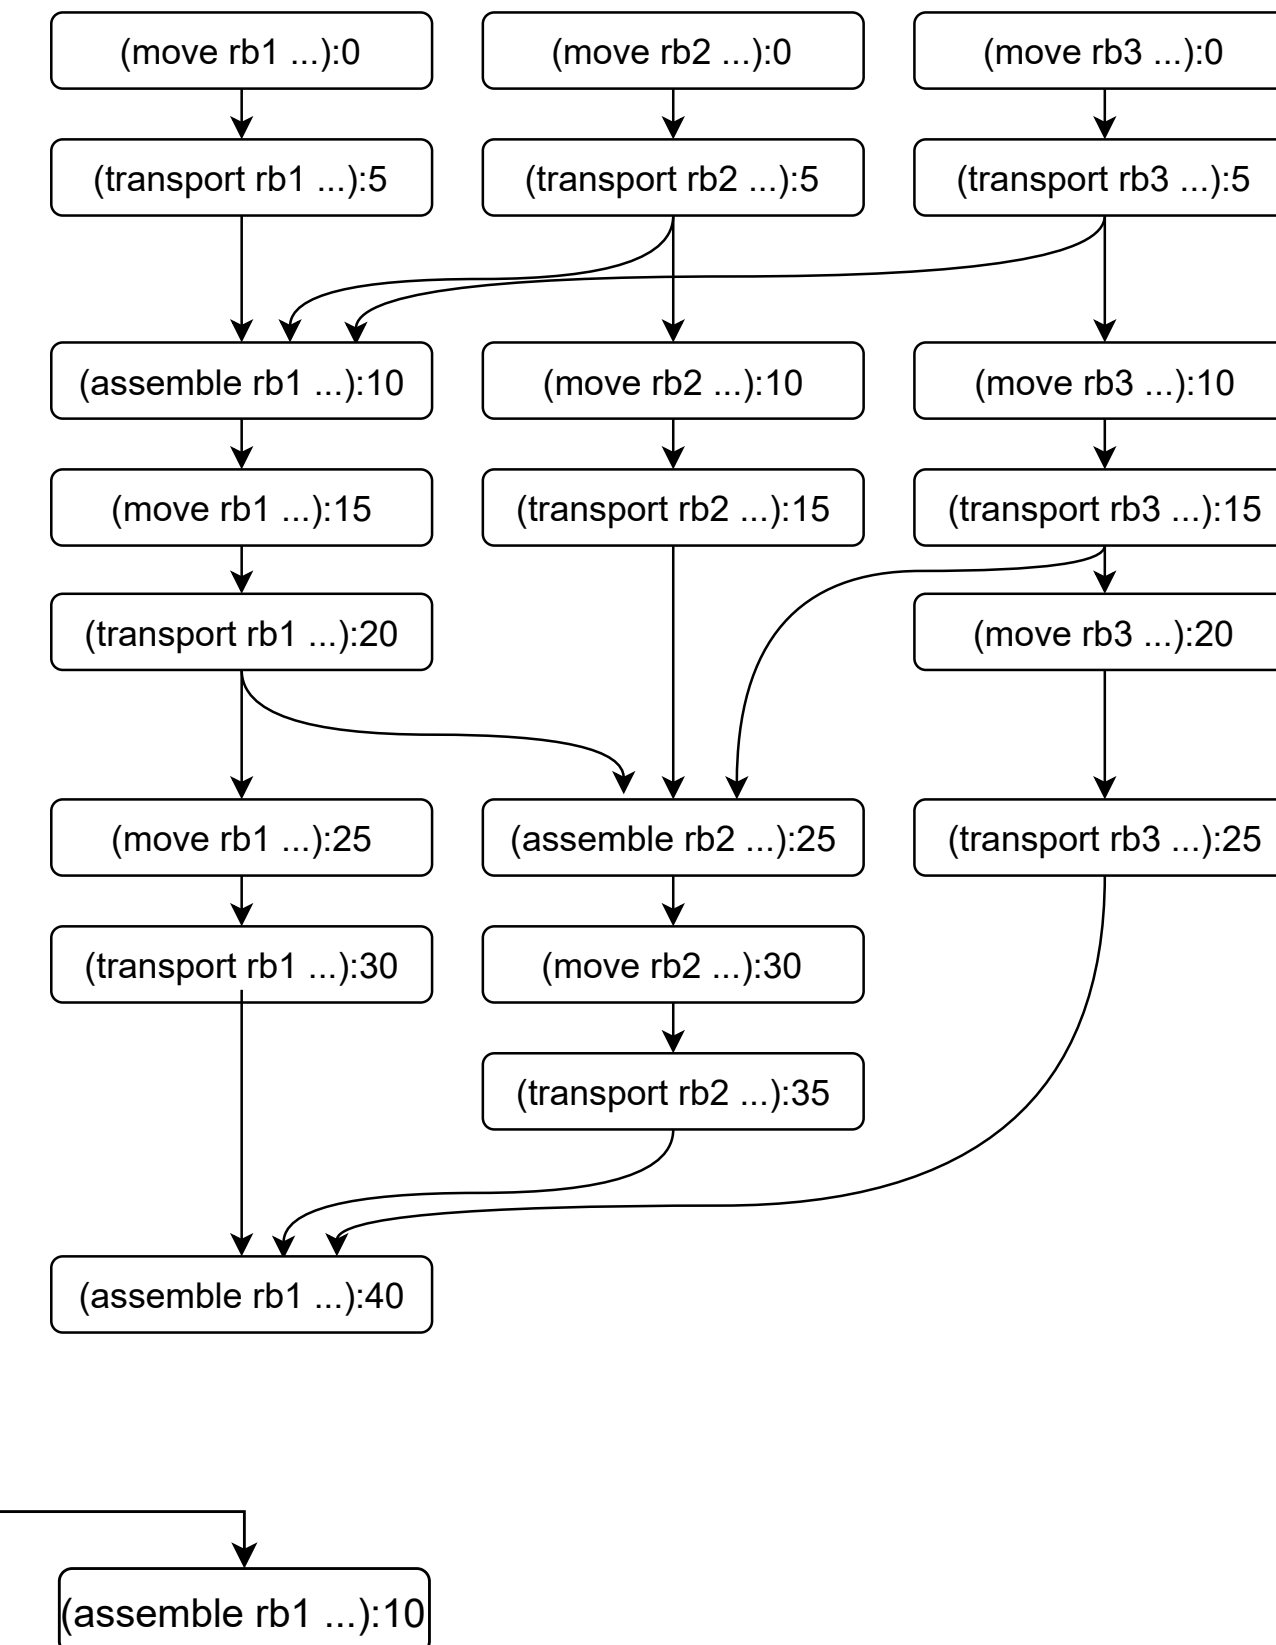 (move rb1 ...):0
(move rb2 ...):0
(move rb3 ...):0
(transport rb1 ...):5
(transport rb2 ...):5
(transport rb3 ...):5
(assemble rb1 ...):10
(move rb2 ...):10
(move rb3 ...):10
(move rb1 ...):15
(transport rb2 ...):15
(transport rb3 ...):15
(transport rb1 ...):20
(move rb3 ...):20
(move rb1 ...):25
(assemble rb2 ...):25
(transport rb3 ...):25
(transport rb1 ...):30
(move rb2 ...):30
(transport rb2 ...):35
(assemble rb1 ...):40
(assemble rb1 ...):10